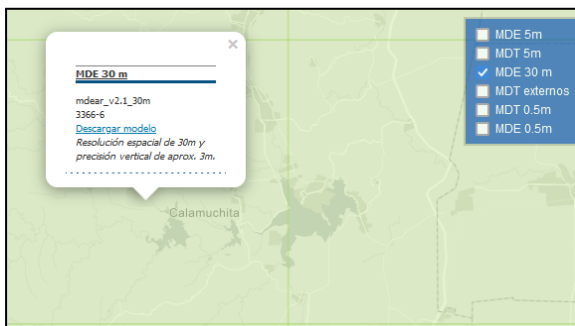 MDE 30 m
mdear_v2.1_30m
3366-6
Descargar modelo
Resolución espacial de 30m y
precisión vertical de aprox. 3m.
Calamuchita
MDE 5m
MDT 5m
MDE 30 m
MDT externos
MDT 0.5m
MDE 0.5m